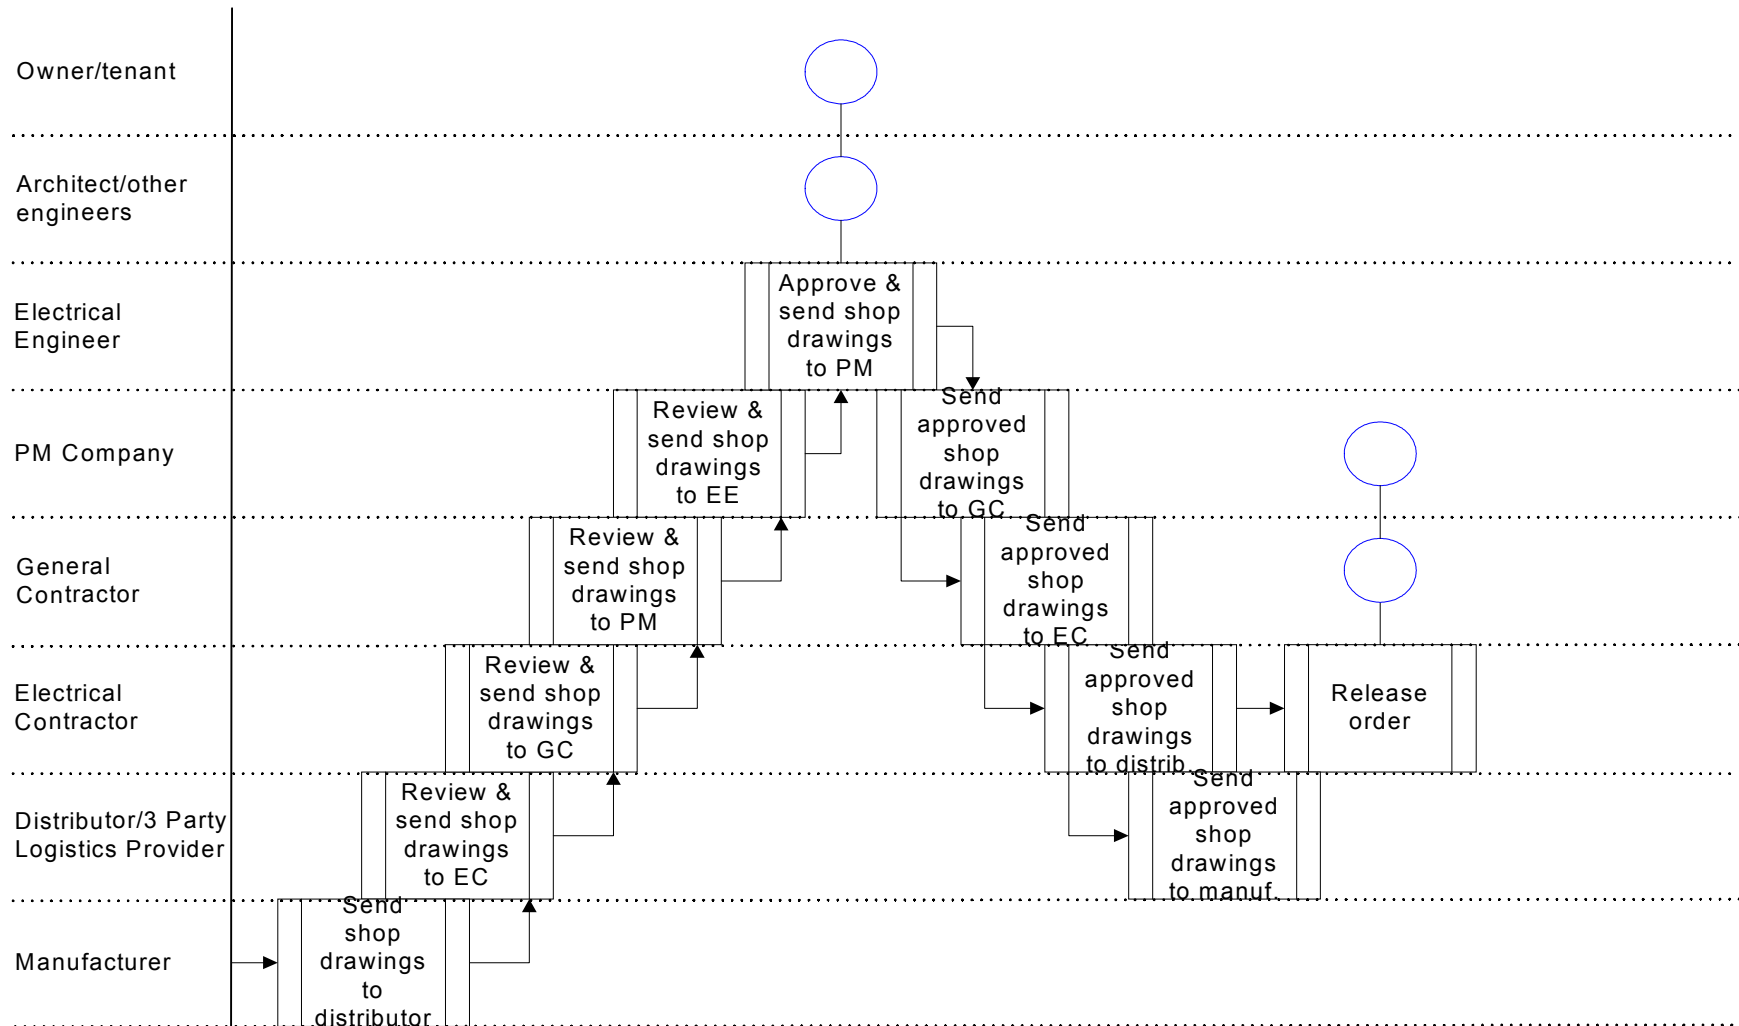 Owner/tenant
Architect/other
engineers
Electrical
Engineer
Approve &
send shop
drawings
to PM
PM Company
Review &
send shop
drawings
to EE
Send
approved
shop
drawings
to GC
General
Contractor
Review &
send shop
drawings
to PM
Send
approved
shop
drawings
to EC
Electrical
Contractor
Review &
send shop
drawings
to GC
Send
approved
shop
drawings
to distrib.
Release
order
Distributor/3 Party
Logistics Provider
Review &
send shop
drawings
to EC
Send
approved
shop
drawings
to manuf.
Manufacturer
Send
shop
drawings
to
distributor